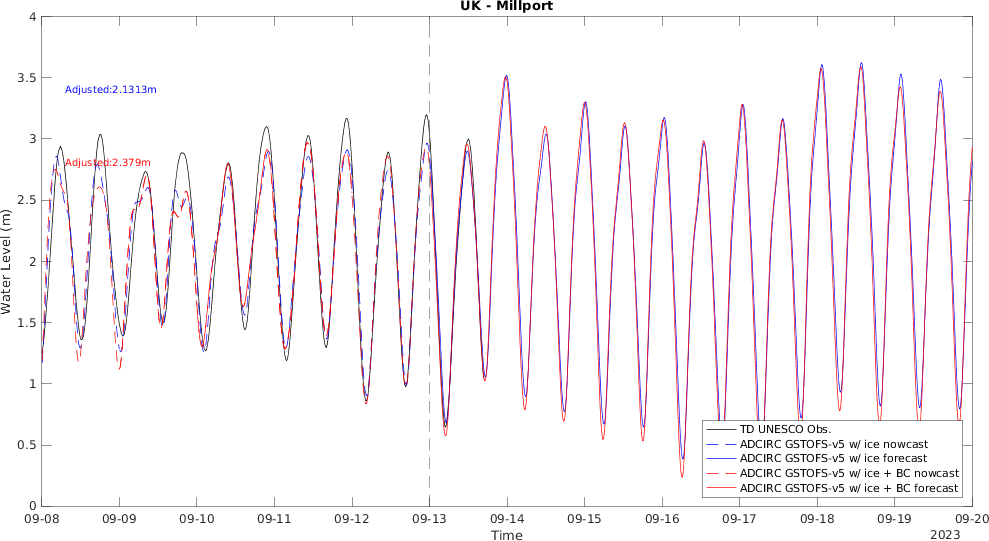 UK - Millport
4
3.5
3
2.5
2
1.5
1
0.5
0
Water Level (m)
Adjusted:2.1313m
Adjusted:2.379m
TD UNESCO Obs.
ADCIRC GSTOFS-v5 w/ ice nowcast
ADCIRC GSTOFS-v5 w/ ice forecast
ADCIRC GSTOFS-v5 w/ ice + BC nowcast
ADCIRC GSTOFS-v5 w/ ice + BC forecast
09-08 09-09 09-10 09-11 09-12 09-13 09-14 09-15 09-16 09-17 09-18 09-19 09-20
Time
2023